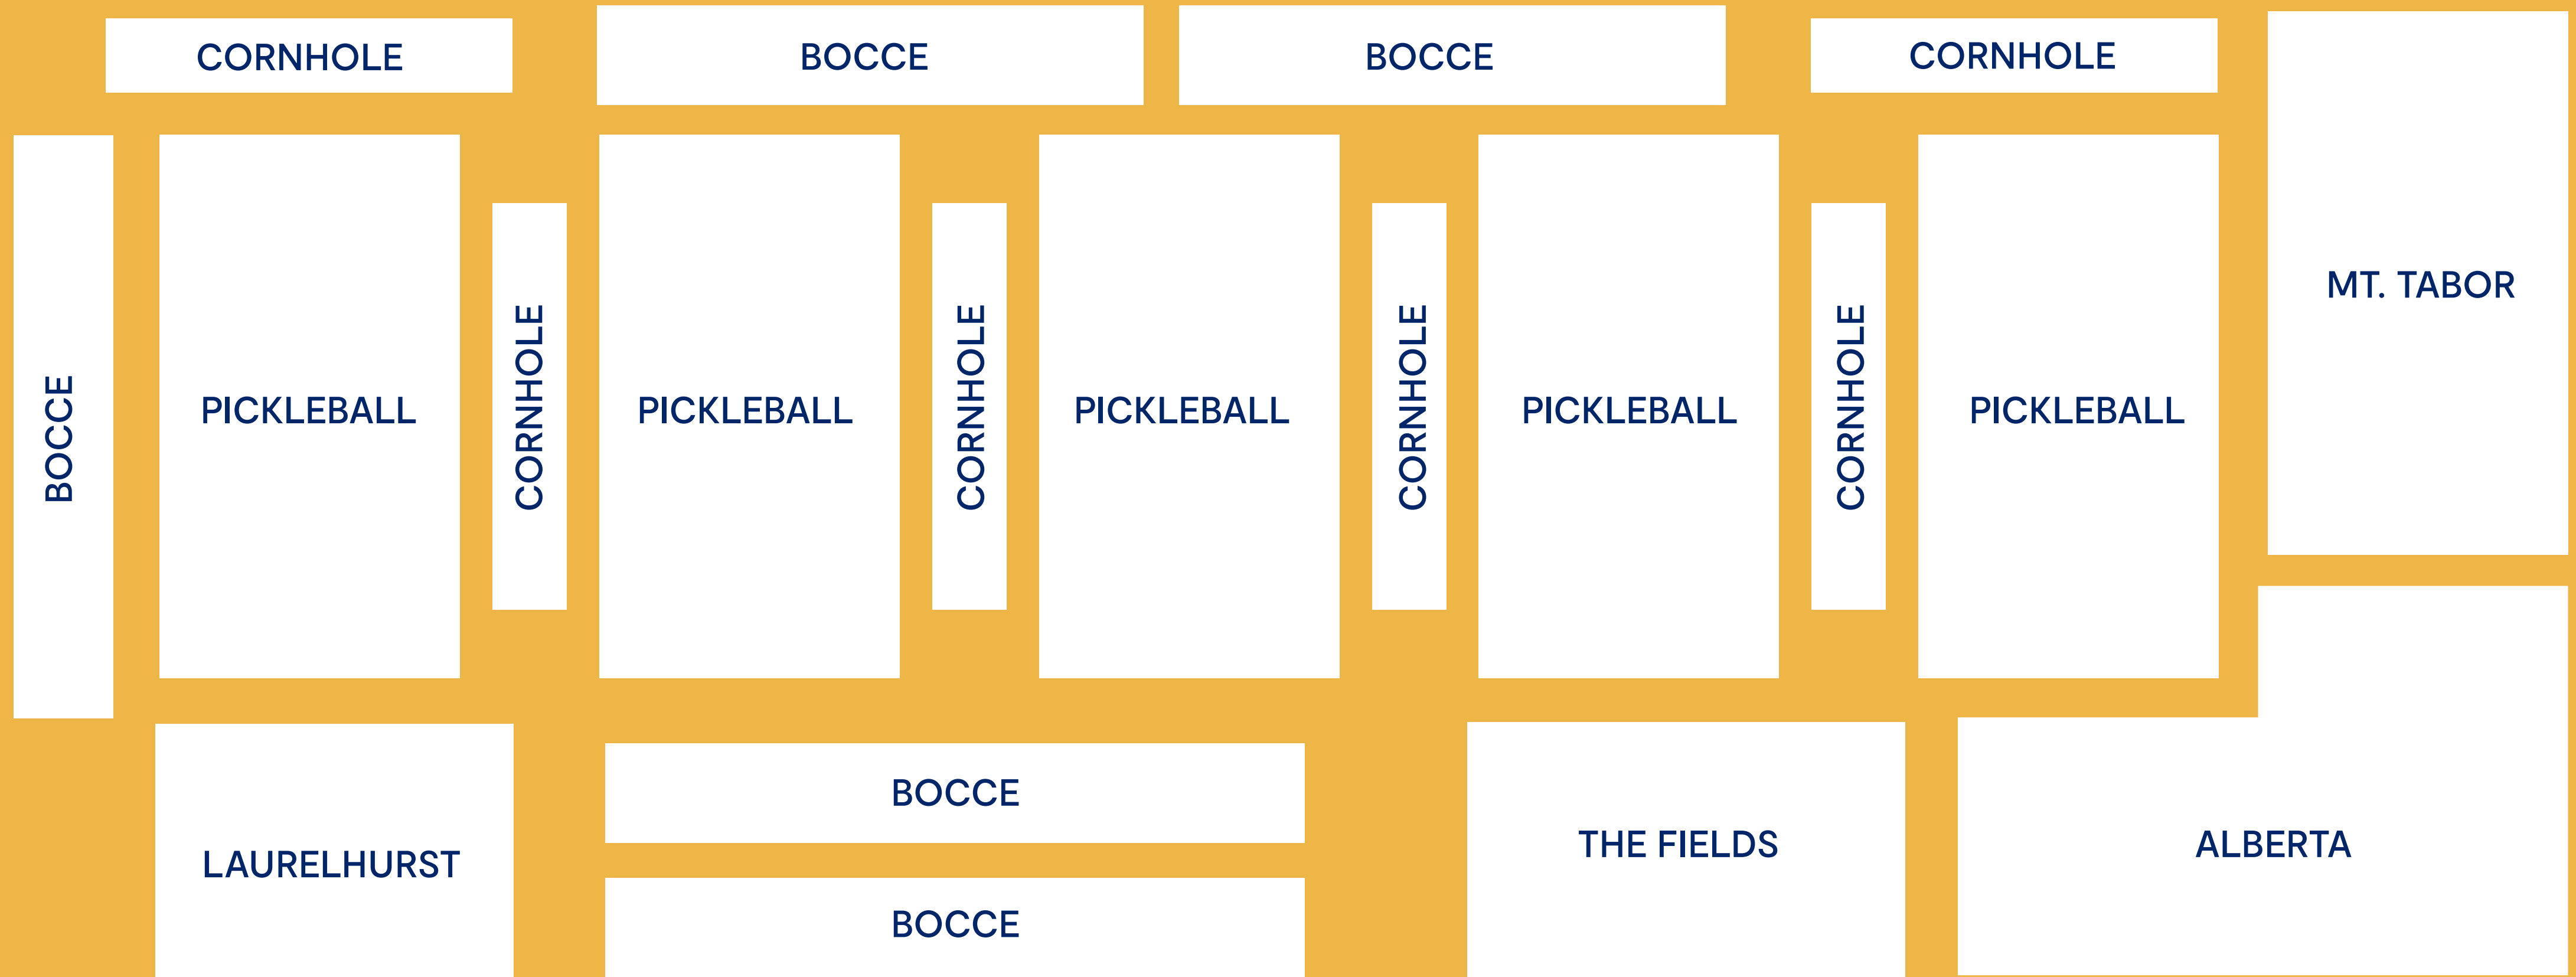 CORNHOLE
BOCCE
BOCCE
CORNHOLE
MT. TABOR
BOCCE
PICKLEBALL
CORNHOLE
PICKLEBALL
CORNHOLE
PICKLEBALL
CORNHOLE
PICKLEBALL
CORNHOLE
PICKLEBALL
LAURELHURST
BOCCE
BOCCE
THE FIELDS
ALBERTA